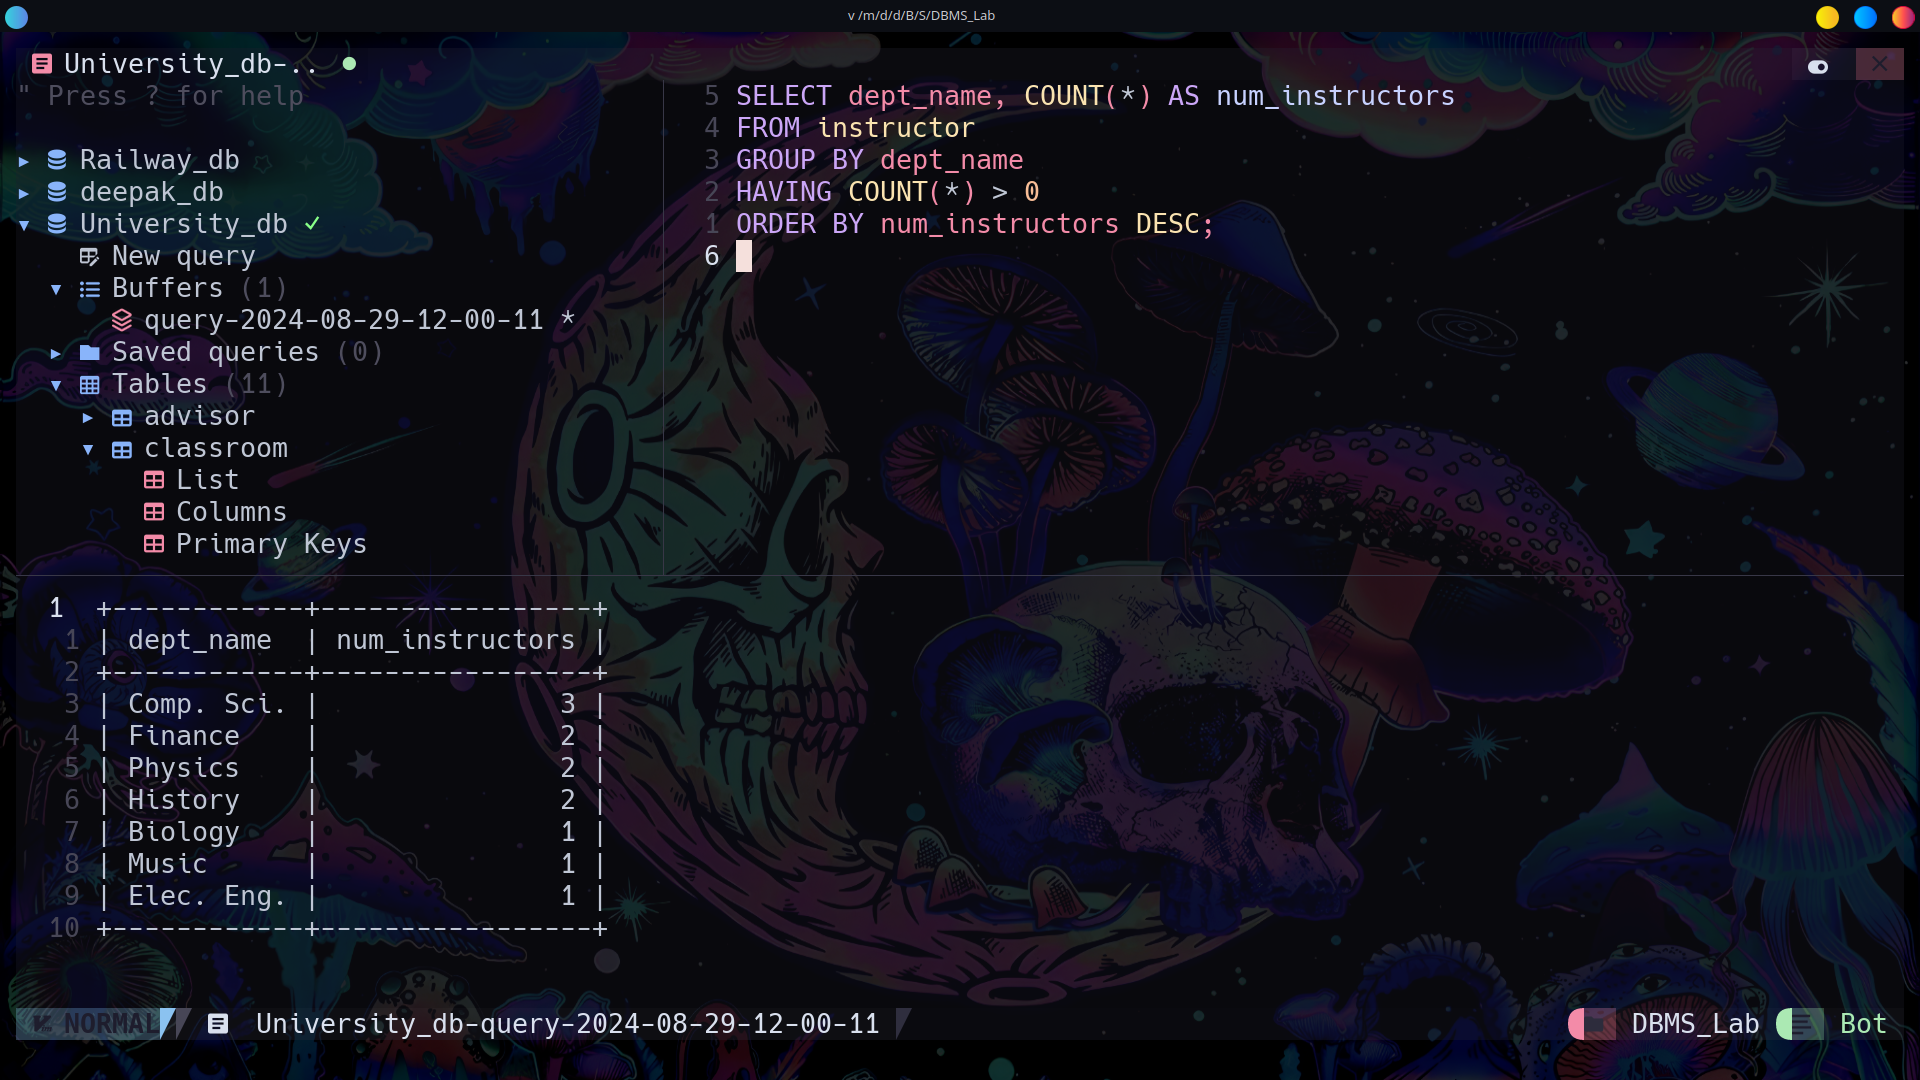 v /m/d/d/B/S/DBMS_Lab
University_db-..
" Press ? for help
Railway_db
deepak_db
University_db ✓
New query
Buffers (1)
query-2024-08-29-12-00-11 *
Saved queries (0)
Tables (11)
advisor
classroom
List
Columns
Primary Keys
5 SELECT dept_name, COUNT(*) AS num_instructors
4 FROM instructor
3 GROUP BY dept_name
2 HAVING COUNT(*) > 0
1 ORDER BY num_instructors DESC;
6
1 +------------+-----------------+
1 | dept_name  | num_instructors |
2 +------------+-----------------+
3 | Comp. Sci. |               3 |
4 | Finance    |               2 |
5 | Physics    |               2 |
6 | History    |               2 |
7 | Biology    |               1 |
8 | Music      |               1 |
9 | Elec. Eng. |               1 |
10 +------------+-----------------+
NORMAL University_db-query-2024-08-29-12-00-11 DBMS_Lab Bot